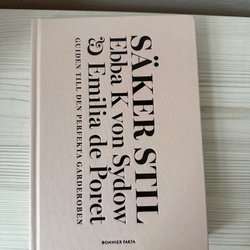 SÄKER STIL
Ebba K von Sydow
& Emilia de Poret
GUIDEN TILL DEN PERFEKTA GARDEROBEN
BONNIER FAKTA